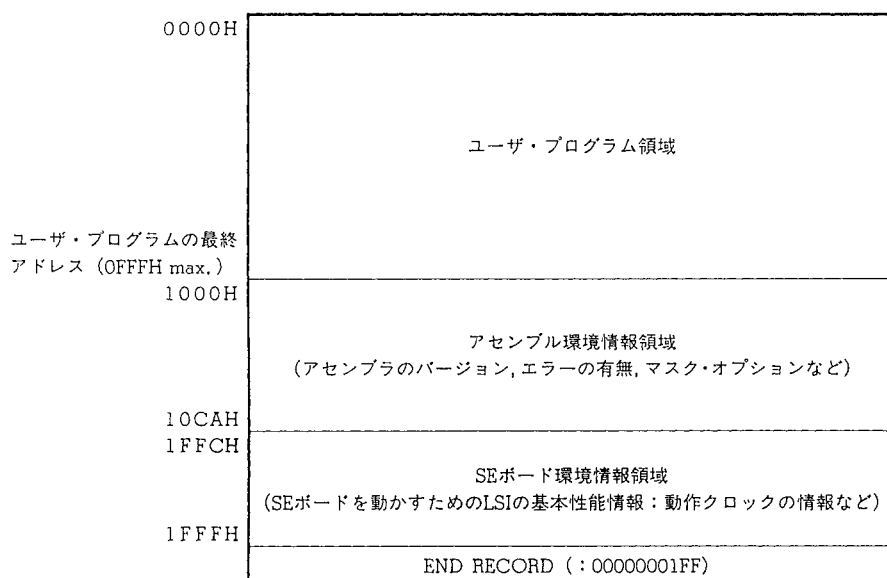 0000H
ユーザ・プログラム領域
ユーザ・プログラムの最終
アドレス (0FFFH max.)
1000H
アセンブル環境情報領域
(アセンブラのバージョン, エラーの有無, マスク・オプションなど)
10CAH
1FFCH
SEボード環境情報領域
(SEボードを動かすためのLSIの基本性能情報：動作クロックの情報など)
1FFFH
END RECORD (：00000001FF)